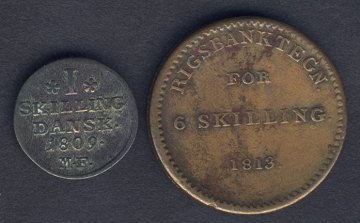 1
SKILLING
DANSK.
1809.
M.F.
RIGSBANKTEGN
FOR
6 SKILLING.
1813.